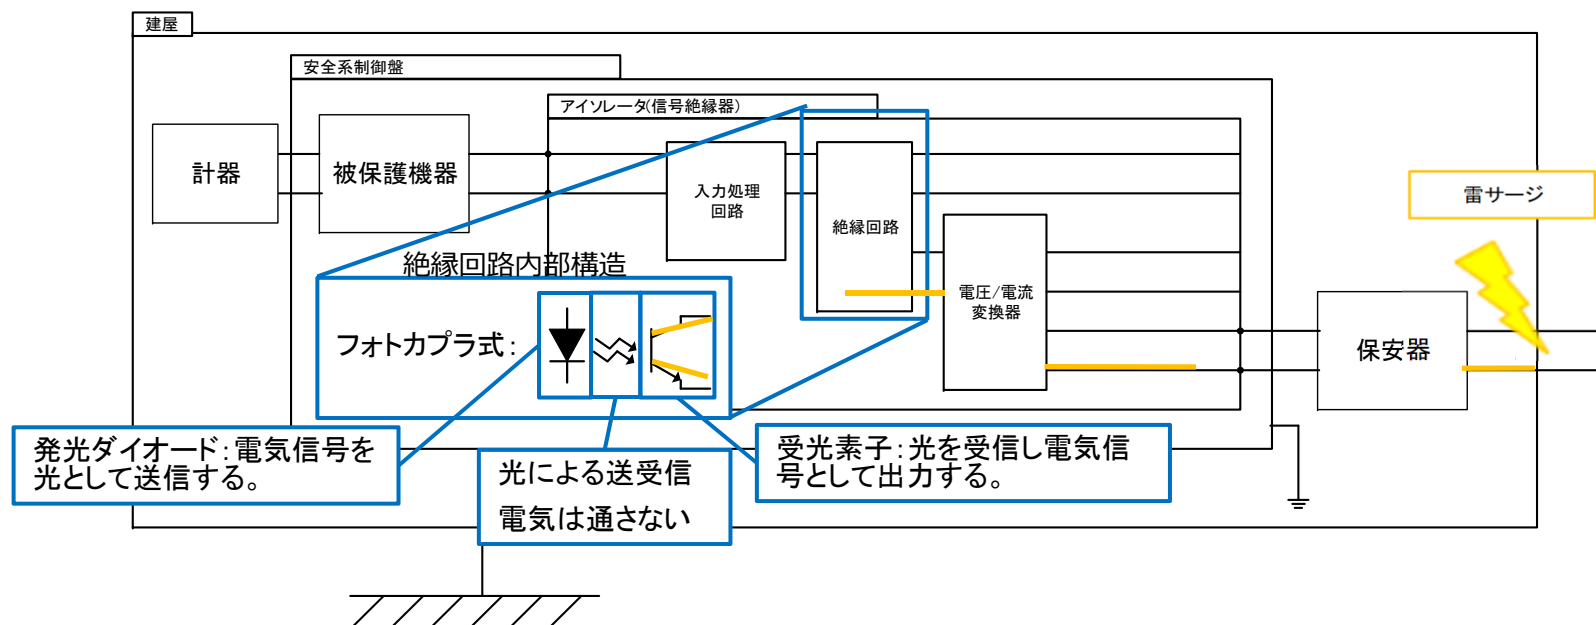 建屋
安全系制御盤
アイソレータ(信号絶縁器)
計器
被保護機器
入力処理
回路
絶縁回路
雷サージ
絶縁回路内部構造
電圧/電流
変換器
フォトカプラ式：
保安器
発光ダイオード：電気信号を
光として送信する。
光による送受信
電気は通さない
受光素子：光を受信し電気信
号として出力する。